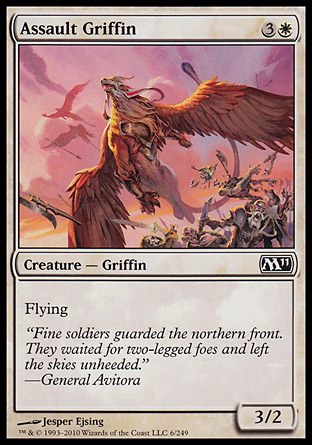 Assault Griffin 3
Creature — Griffin M11
Flying
“Fine soldiers guarded the northern front.
They waited for two-legged foes and left
the skies unheeded.”
—General Avitora
Jesper Ejsing
™ & © 1993–2010 Wizards of the Coast LLC 6/249
3/2